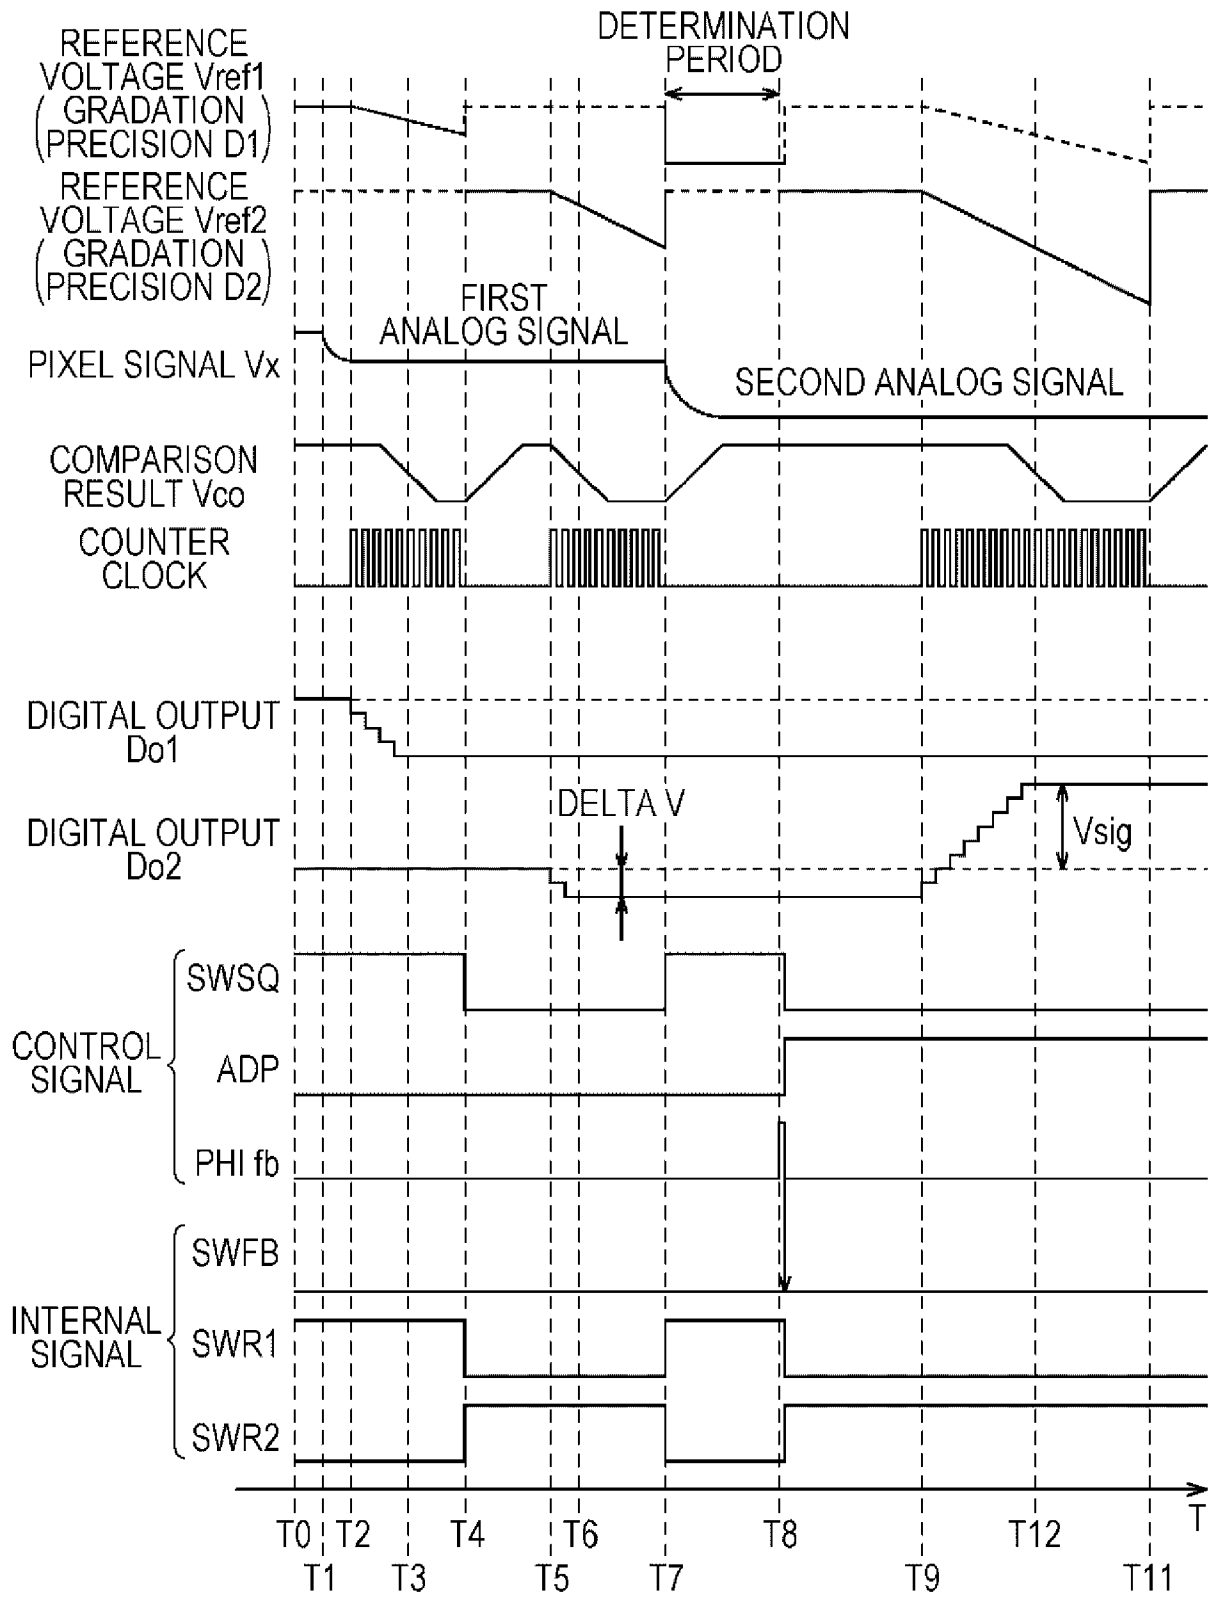 DETERMINATION
PERIOD
REFERENCE
VOLTAGE Vref1
(GRADATION
PRECISION D1)
REFERENCE
VOLTAGE Vref2
(GRADATION
PRECISION D2)
FIRST
ANALOG SIGNAL
PIXEL SIGNAL Vx
SECOND ANALOG SIGNAL
COMPARISON
RESULT Vco
COUNTER
CLOCK
DIGITAL OUTPUT
Do1
DELTA V
DIGITAL OUTPUT
Do2
Vsig
CONTROL
SIGNAL
SWSQ
ADP
PHI fb
INTERNAL
SIGNAL
SWFB
SWR1
SWR2
T
T0 T2 T4 T6 T8 T12
T1 T3 T5 T7 T9 T11